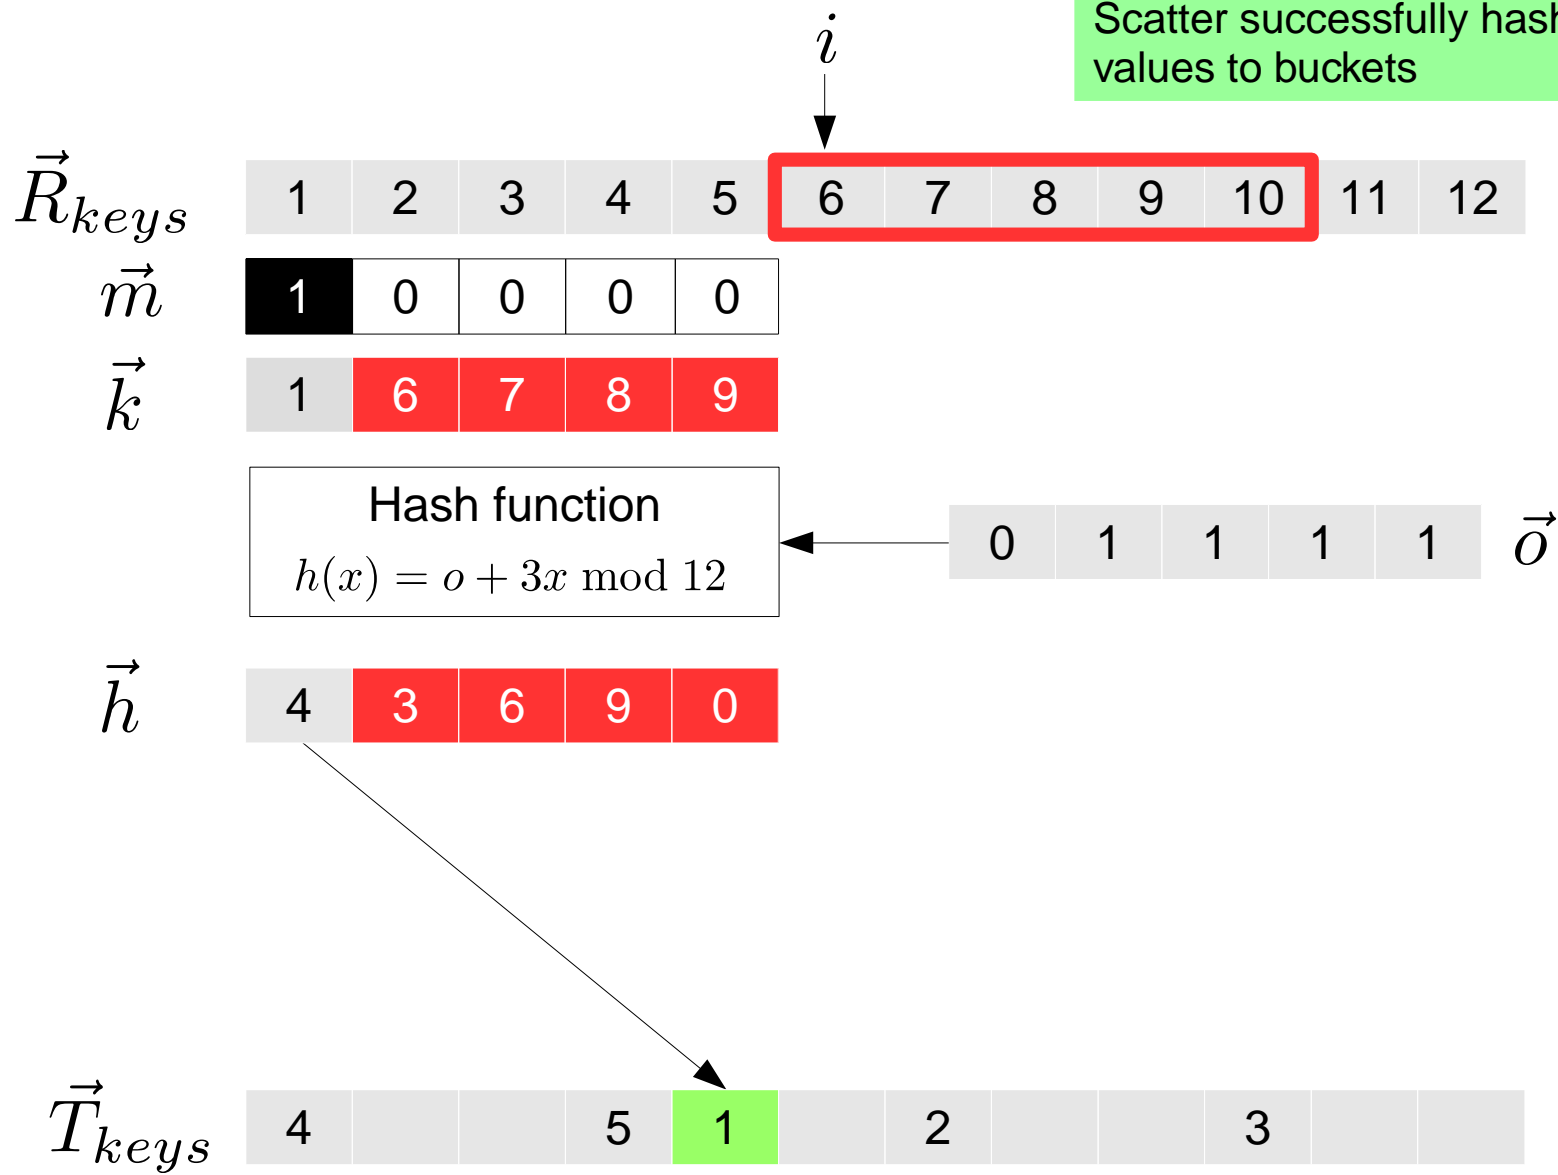 Scatter successfully hash
values to buckets
i
R⃗keys 1 2 3 4 5 6 7 8 9 10 11 12
m⃗ 1 0 0 0 0
k⃗ 1 6 7 8 9
Hash function
h(x) = o + 3x mod 12
0 1 1 1 1 o⃗
h⃗ 4 3 6 9 0
T⃗keys 4 5 1 2 3